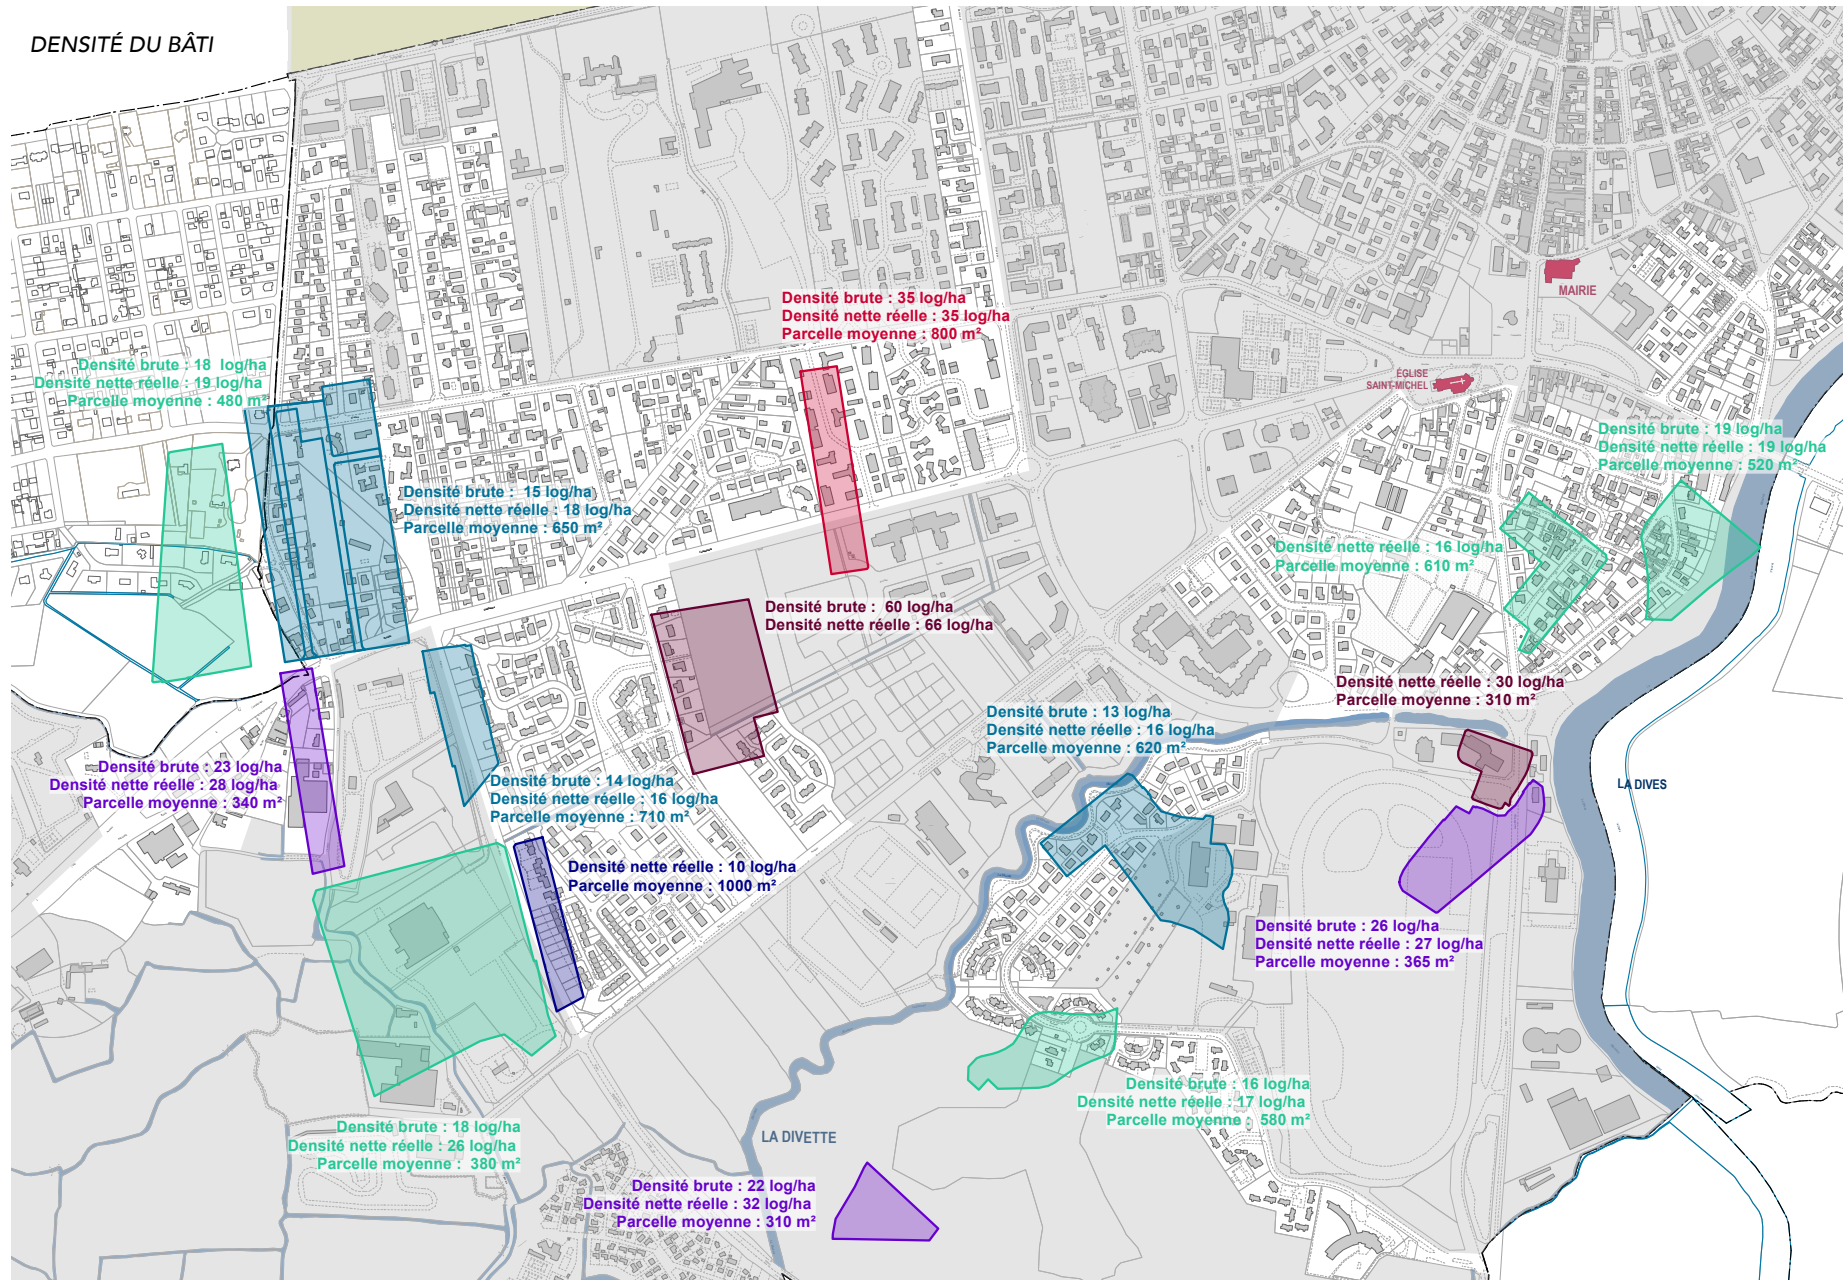 DENSITÉ DU BÂTI
MAIRIE
ÉGLISE
SAINT-MICHEL
Densité brute : 35 log/ha
Densité nette réelle : 35 log/ha
Parcelle moyenne : 800 m²
Densité brute : 18 log/ha
Densité nette réelle : 19 log/ha
Parcelle moyenne : 480 m²
Densité brute : 19 log/ha
Densité nette réelle : 19 log/ha
Parcelle moyenne : 520 m²
Densité brute : 15 log/ha
Densité nette réelle : 18 log/ha
Parcelle moyenne : 650 m²
Densité nette réelle : 16 log/ha
Parcelle moyenne : 610 m²
Densité brute : 60 log/ha
Densité nette réelle : 66 log/ha
Densité nette réelle : 30 log/ha
Parcelle moyenne : 310 m²
Densité brute : 13 log/ha
Densité nette réelle : 16 log/ha
Parcelle moyenne : 620 m²
Densité brute : 23 log/ha
Densité nette réelle : 28 log/ha
Parcelle moyenne : 340 m²
Densité brute : 14 log/ha
Densité nette réelle : 16 log/ha
Parcelle moyenne : 710 m²
LA DIVES
Densité nette réelle : 10 log/ha
Parcelle moyenne : 1000 m²
Densité brute : 26 log/ha
Densité nette réelle : 27 log/ha
Parcelle moyenne : 365 m²
Densité brute : 16 log/ha
Densité nette réelle : 17 log/ha
Parcelle moyenne : 580 m²
Densité brute : 18 log/ha
Densité nette réelle : 26 log/ha
Parcelle moyenne : 380 m²
LA DIVETTE
Densité brute : 22 log/ha
Densité nette réelle : 32 log/ha
Parcelle moyenne : 310 m²